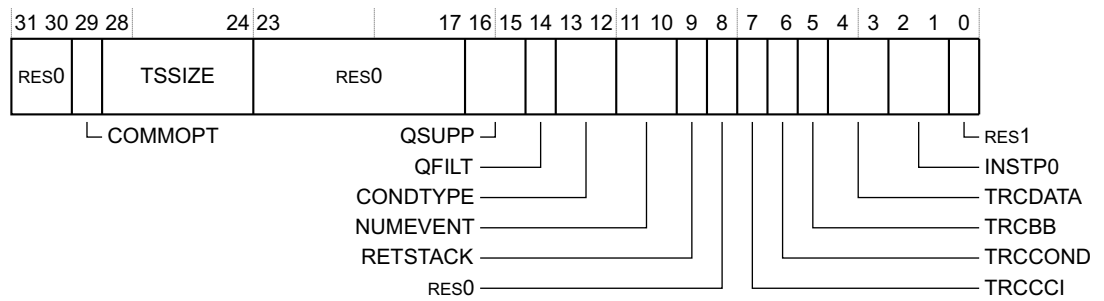 31 30 29 28 24 23 17 16 15 14 13 12 11 10 9 8 7 6 5 4 3 2 1 0
RES0 TSSIZE RES0
COMMOPT QSUPP RES1
QFILT INSTP0
CONDTYPE TRCDATA
NUMEVENT TRCBB
RETSTACK TRCCOND
RES0 TRCCCI